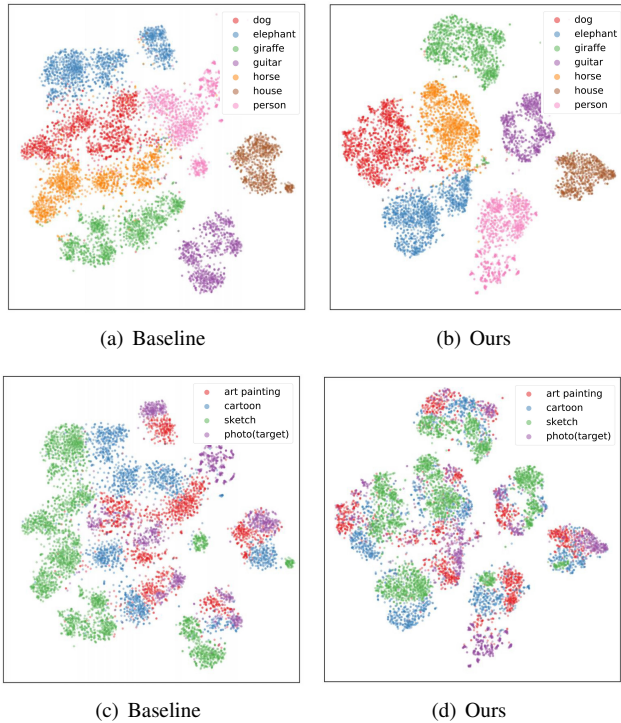 dog
elephant
giraffe
guitar
horse
house
person
dog
elephant
giraffe
guitar
horse
house
person
(a) Baseline
(b) Ours
art painting
cartoon
sketch
photo(target)
art painting
cartoon
sketch
photo(target)
(c) Baseline
(d) Ours